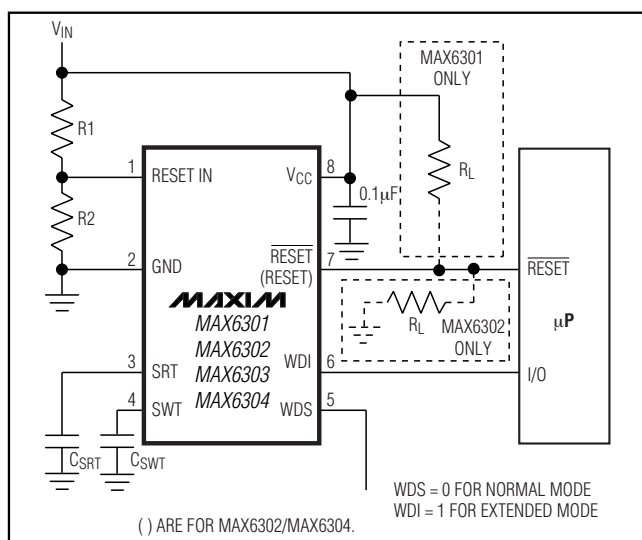 VIN
MAX6301
ONLY
R1
1
RESET IN
VCC
8
0.1μF
RL
R2
2
GND
RESET
(RESET)
7
RESET
MAXIM
MAX6301
MAX6302
MAX6303
MAX6304
RL
MAX6302
ONLY
μP
3
SRT
WDI
6
I/O
4
SWT
WDS
5
CSRT
CSWT
WDS = 0 FOR NORMAL MODE
WDI = 1 FOR EXTENDED MODE
( ) ARE FOR MAX6302/MAX6304.